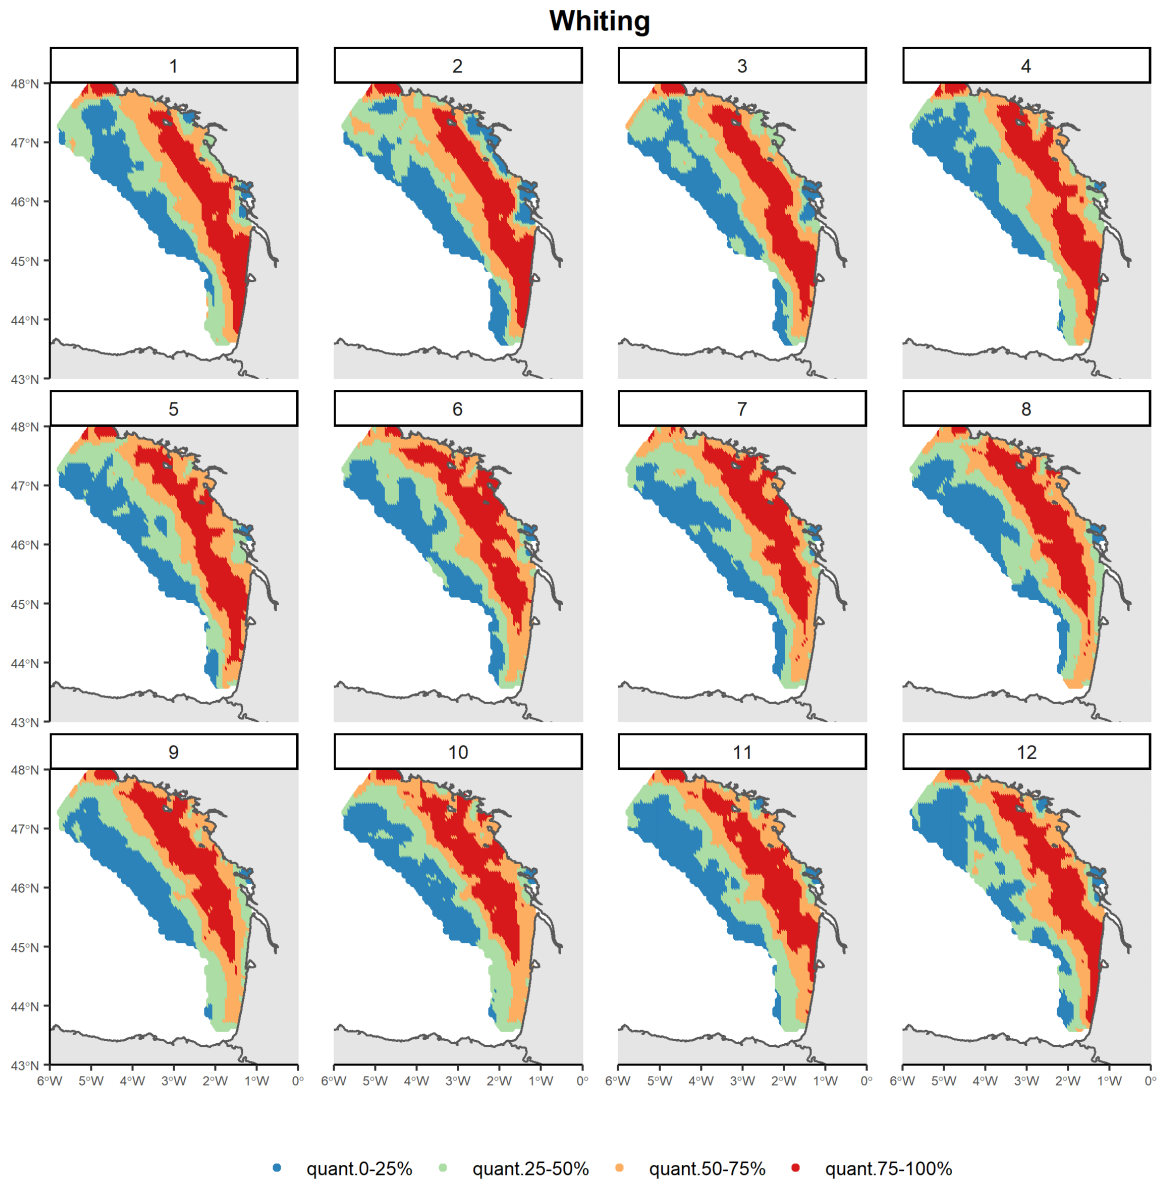 Whiting
1 2 3 4
48°N
47°N
46°N
45°N
44°N
43°N
5 6 7 8
48°N
47°N
46°N
45°N
44°N
43°N
9 10 11 12
48°N
47°N
46°N
45°N
44°N
43°N
6°W 5°W 4°W 3°W 2°W 1°W 0° 6°W 5°W 4°W 3°W 2°W 1°W 0° 6°W 5°W 4°W 3°W 2°W 1°W 0° 6°W 5°W 4°W 3°W 2°W 1°W 0°
quant.0-25% quant.25-50% quant.50-75% quant.75-100%